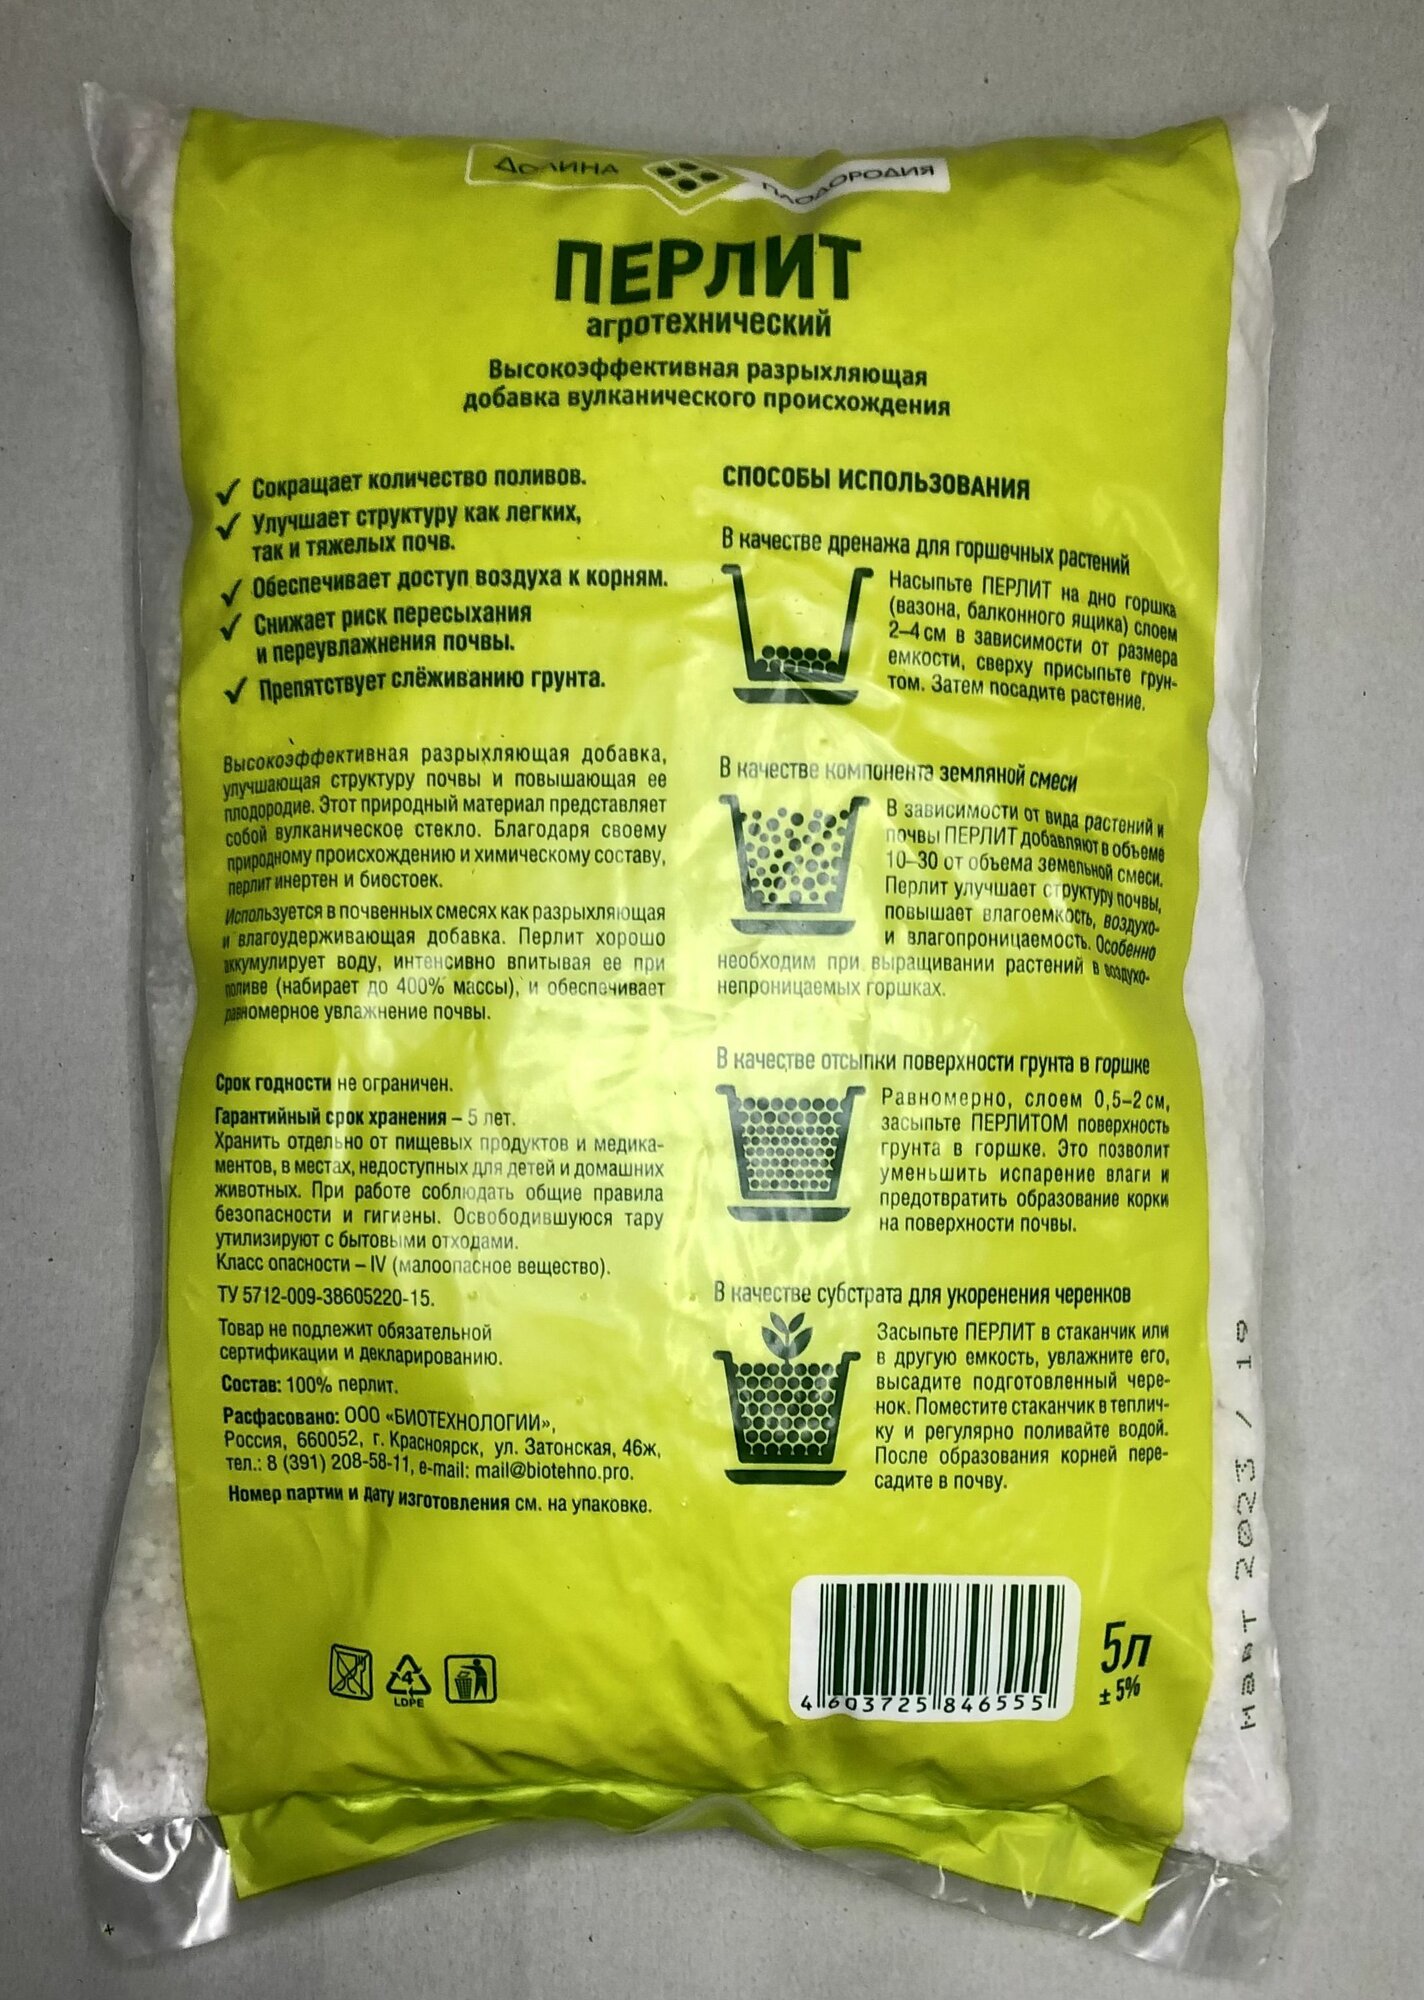 ДОЛИНА ПЛОДОРОДИЯ
ПЕРЛИТ
агротехнический
Высокоэффективная разрыхляющая
добавка вулканического происхождения
✓ Сокращает количество поливов.
✓ Улучшает структуру как легких,
так и тяжелых почв.
✓ Обеспечивает доступ воздуха к корням.
✓ Снижает риск пересыхания
и переувлажнения почвы.
✓ Препятствует слёживанию грунта.
Высокоэффективная разрыхляющая добавка,
улучшающая структуру почвы и повышающая ее
плодородие. Этот природный материал представляет
собой вулканическое стекло. Благодаря своему
природному происхождению и химическому составу,
перлит инертен и биостоек.
Используется в почвенных смесях как разрыхляющая
и влагоудерживающая добавка. Перлит хорошо
аккумулирует воду, интенсивно впитывая ее при
поливе (набирает до 400% массы), и обеспечивает
равномерное увлажнение почвы.
Срок годности не ограничен.
Гарантийный срок хранения – 5 лет.
Хранить отдельно от пищевых продуктов и медика-
ментов, в местах, недоступных для детей и домашних
животных. При работе соблюдать общие правила
безопасности и гигиены. Освободившуюся тару
утилизируют с бытовыми отходами.
Класс опасности – IV (малоопасное вещество).
ТУ 5712-009-38605220-15.
Товар не подлежит обязательной
сертификации и декларированию.
Состав: 100% перлит.
Расфасовано: ООО «БИОТЕХНОЛОГИИ»,
Россия, 660052, г. Красноярск, ул. Затонская, 46ж,
тел.: 8 (391) 208-58-11, e-mail: mail@biotehno.pro.
Номер партии и дату изготовления см. на упаковке.
4
LDPE
СПОСОБЫ ИСПОЛЬЗОВАНИЯ
В качестве дренажа для горшечных растений
Насыпьте ПЕРЛИТ на дно горшка
(вазона, балконного ящика) слоем
2–4 см в зависимости от размера
емкости, сверху присыпьте грун-
том. Затем посадите растение.
В качестве компонента земляной смеси
В зависимости от вида растений и
почвы ПЕРЛИТ добавляют в объеме
10–30 от объема земельной смеси.
Перлит улучшает структуру почвы,
повышает влагоемкость, воздухо-
и влагопроницаемость. Особенно
необходим при выращивании растений в воздухо-
непроницаемых горшках.
В качестве отсыпки поверхности грунта в горшке
Равномерно, слоем 0,5–2 см,
засыпьте ПЕРЛИТОМ поверхность
грунта в горшке. Это позволит
уменьшить испарение влаги и
предотвратить образование корки
на поверхности почвы.
В качестве субстрата для укоренения черенков
Засыпьте ПЕРЛИТ в стаканчик или
в другую емкость, увлажните его,
высадите подготовленный чере-
нок. Поместите стаканчик в теплич-
ку и регулярно поливайте водой.
После образования корней пере-
садите в почву.
4 603725 846555
5л
± 5%
Март 2023 / 19